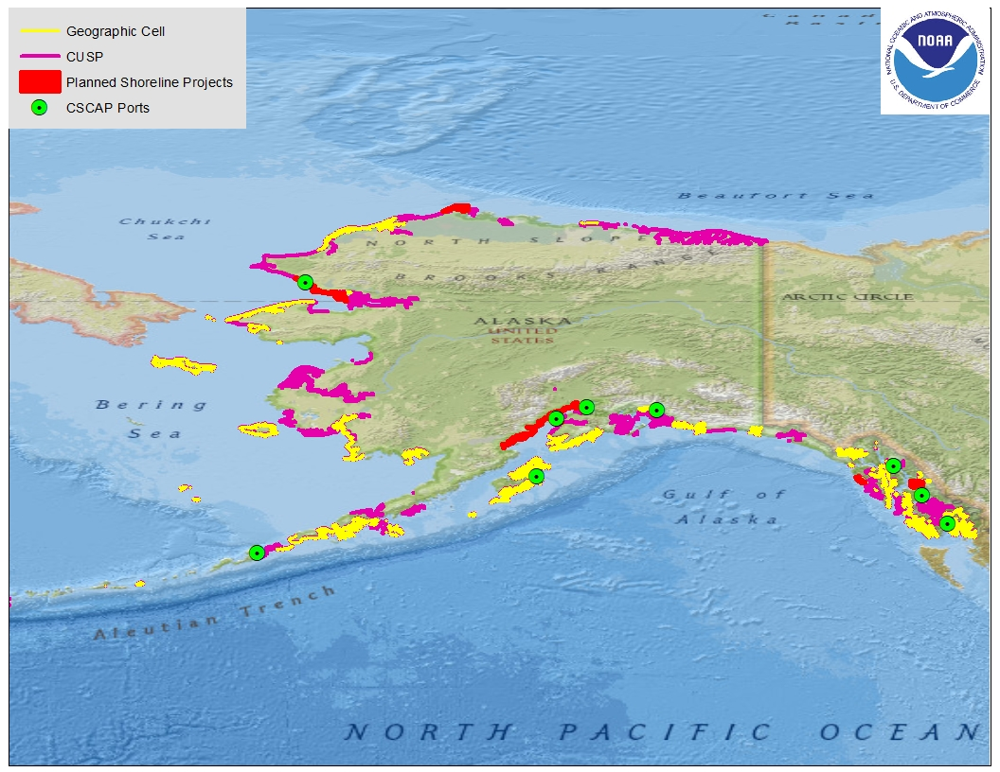 Geographic Cell
CUSP
Planned Shoreline Projects
CSCAP Ports
NATIONAL OCEANIC AND ATMOSPHERIC ADMINISTRATION
NOAA
U.S. DEPARTMENT OF COMMERCE
Beaufort Sea
Chukchi
Sea
NORTH SLOPE
BROOKS RANGE
ARCTIC CIRCLE
ALASKA
UNITED
STATES
Bering
Sea
Gulf of
Alaska
Aleutian Trench
NORTH PACIFIC OCEAN